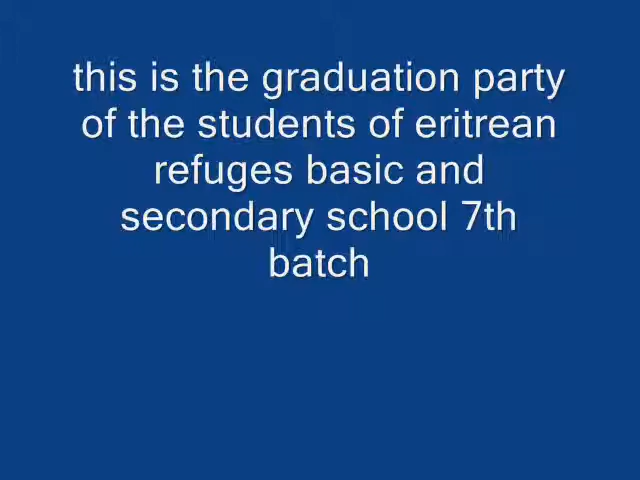 this is the graduation party
of the students of eritrean
refuges basic and
secondary school 7th
batch